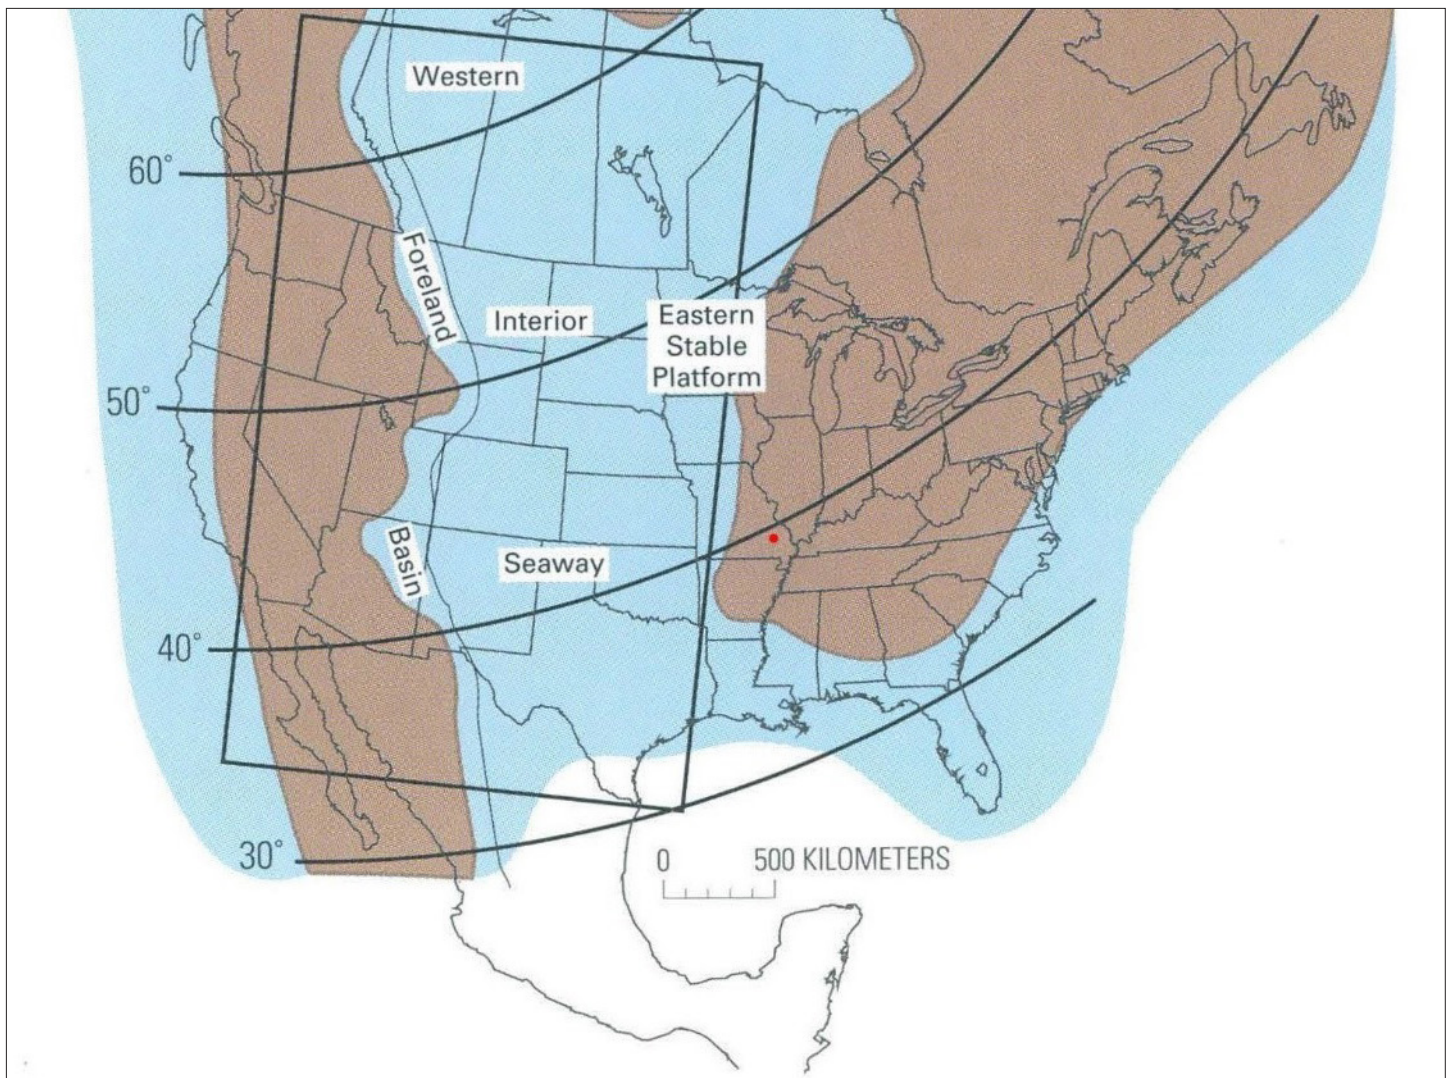 Western
60°
Foreland
Interior
Eastern
Stable
Platform
50°
Basin
Seaway
40°
30°
0 500 KILOMETERS